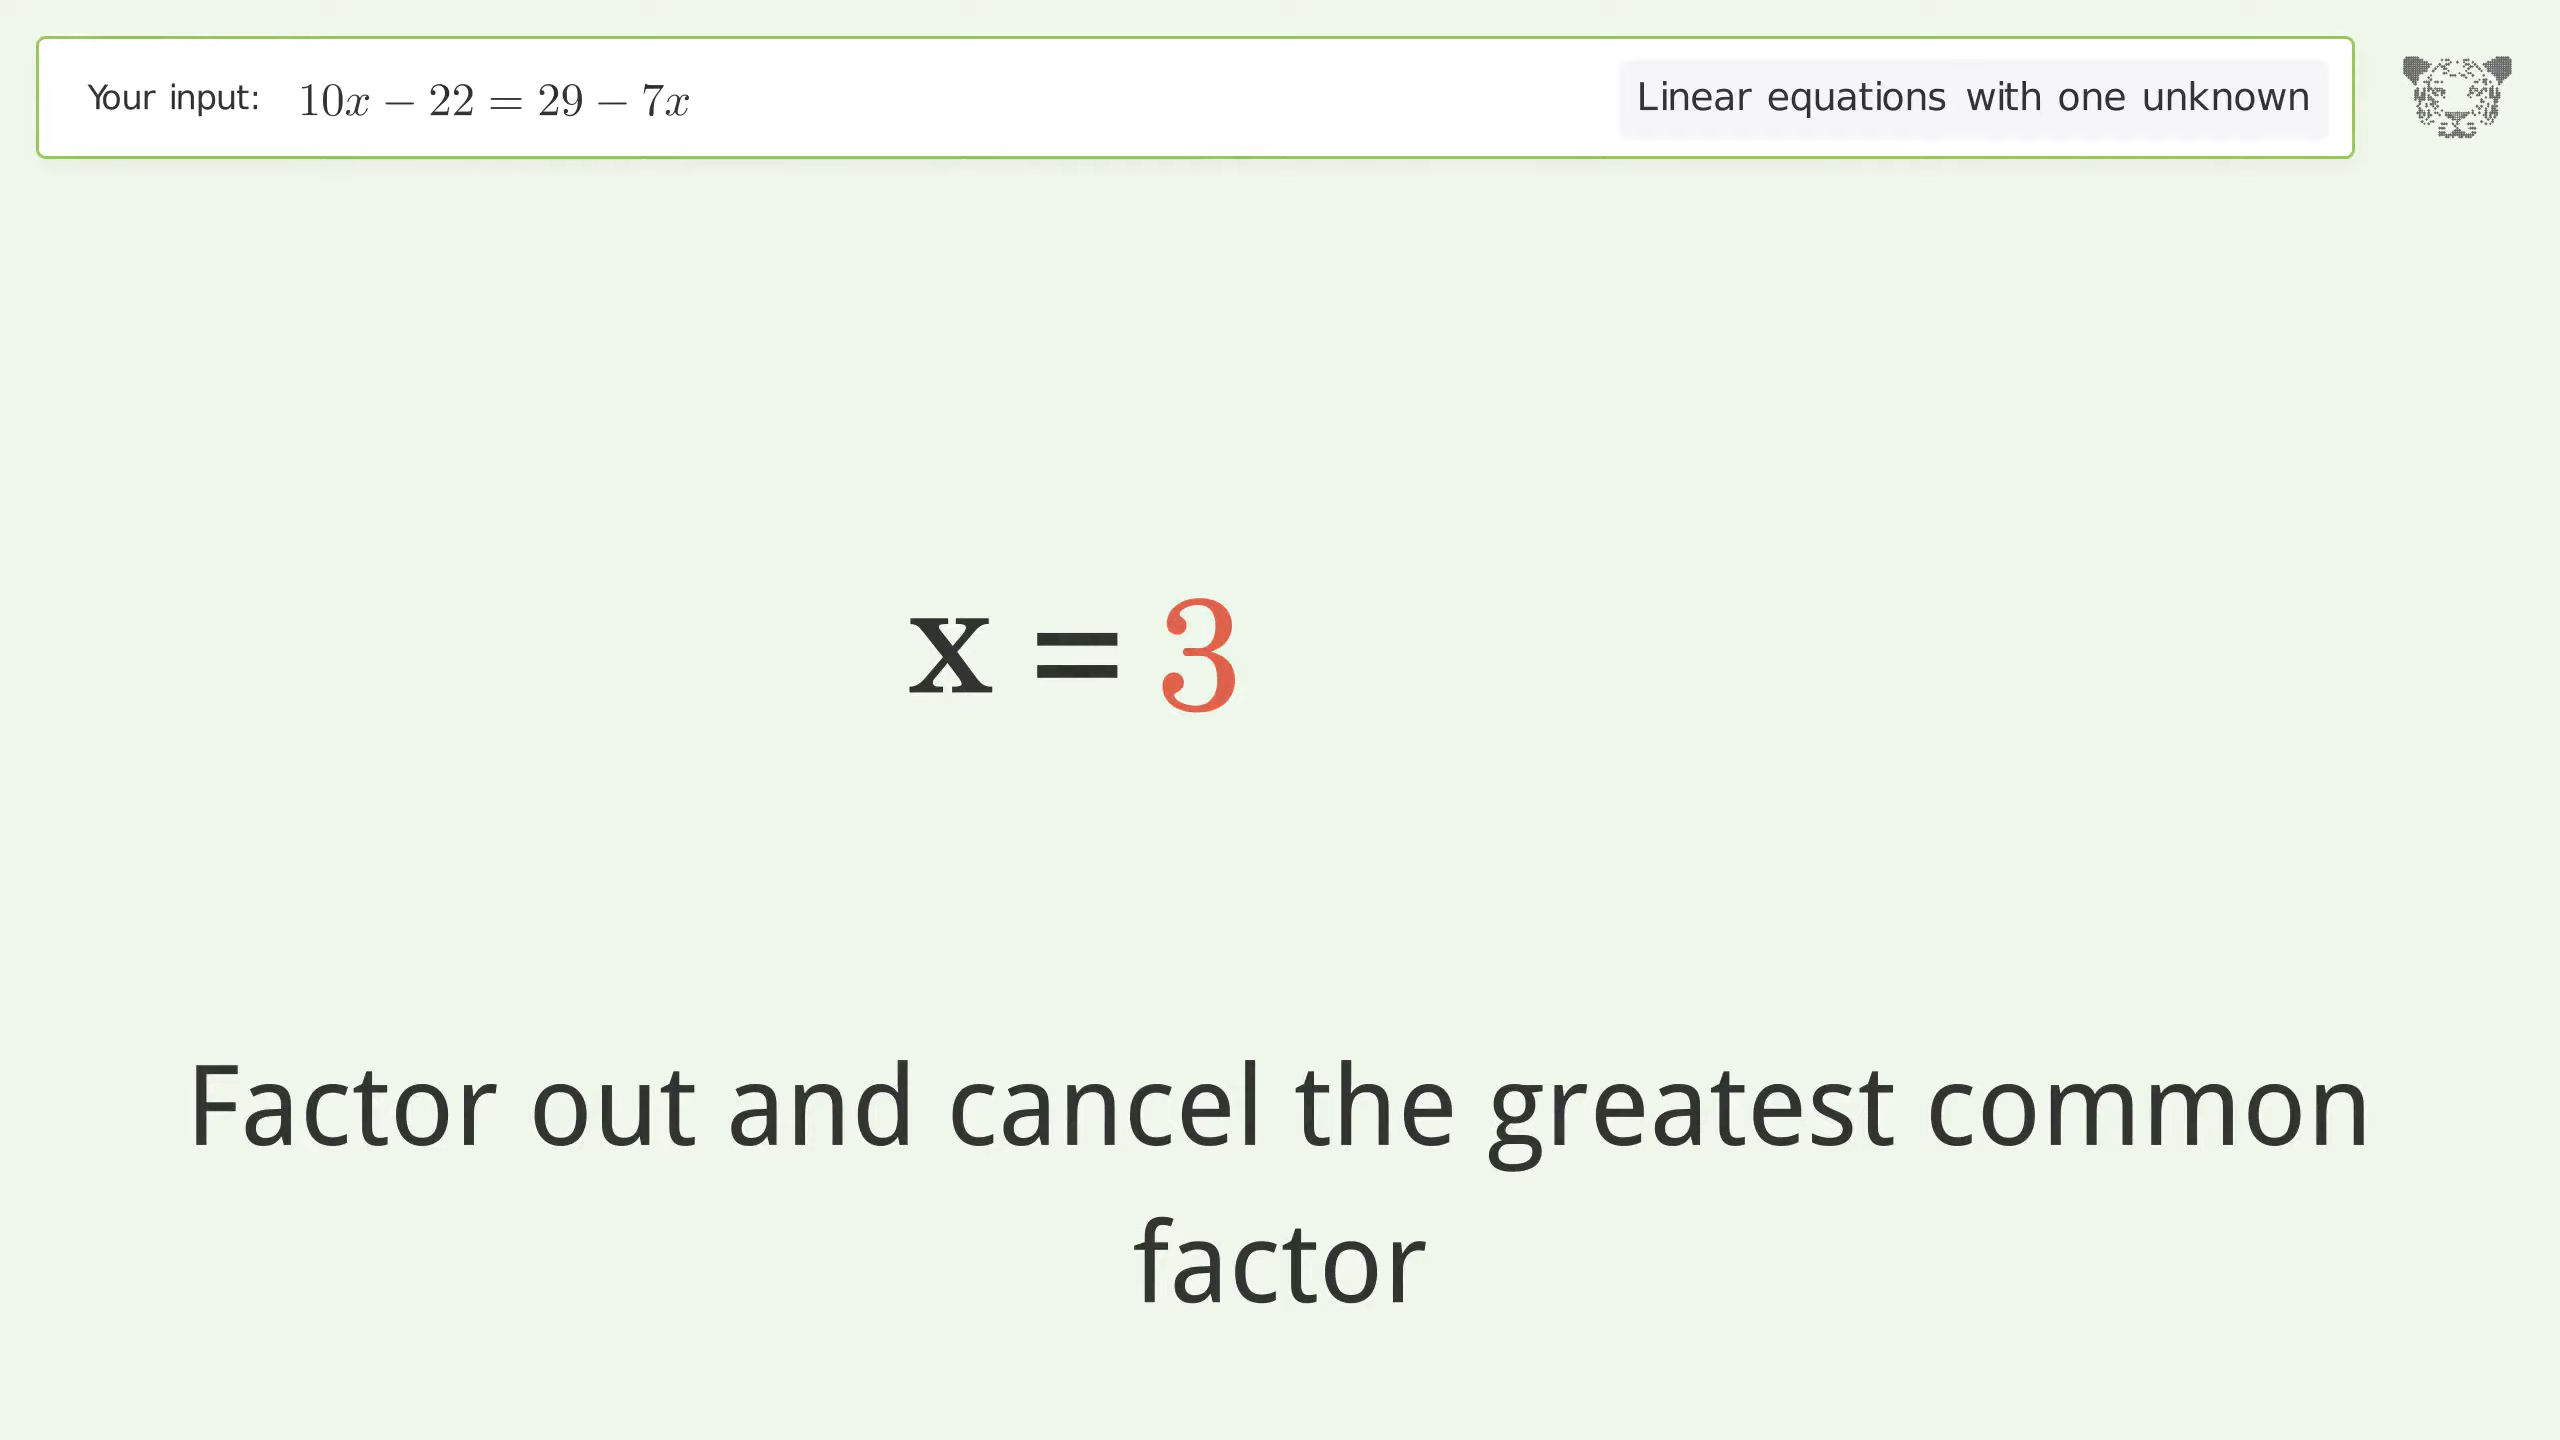 Your input: 10x − 22 = 29 − 7x
Linear equations with one unknown
x = 3
Factor out and cancel the greatest common
factor